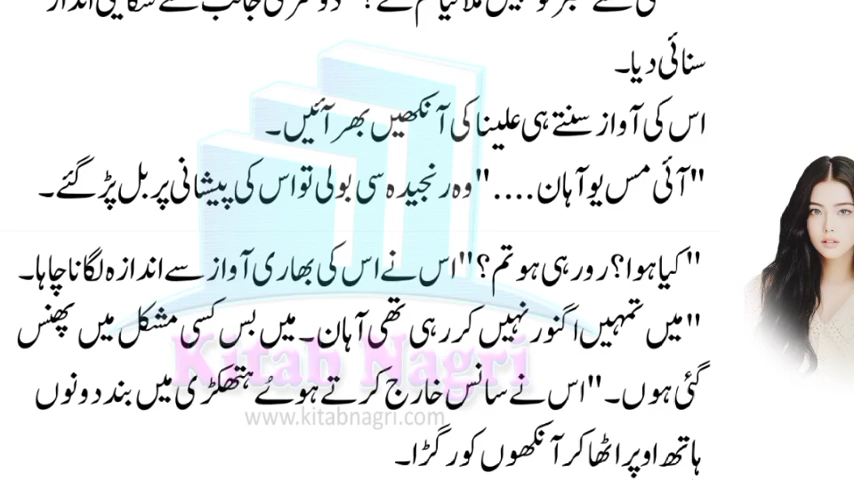 سنائی دیا۔
اس کی آواز سنتے ہی علینا کی آنکھیں بھر آئیں۔
"آئی مس یو آہان...." وہ رنجیدہ سی بولی تو اس کی پیشانی پر بل پڑ گئے۔
"کیا ہوا؟ رو رہی ہو تم؟" اس نے اس کی بھاری آواز سے اندازہ لگانا چاہا۔
"میں تمہیں اگنور نہیں کر رہی تھی آہان۔ میں بس کسی مشکل میں پھنس
گئی ہوں۔" اس نے سانس خارج کرتے ہوئے ہتھکڑی میں بند دونوں
ہاتھ اوپر اٹھا کر آنکھوں کو رگڑا۔
Kitab Nagri
www.kitabnagri.com